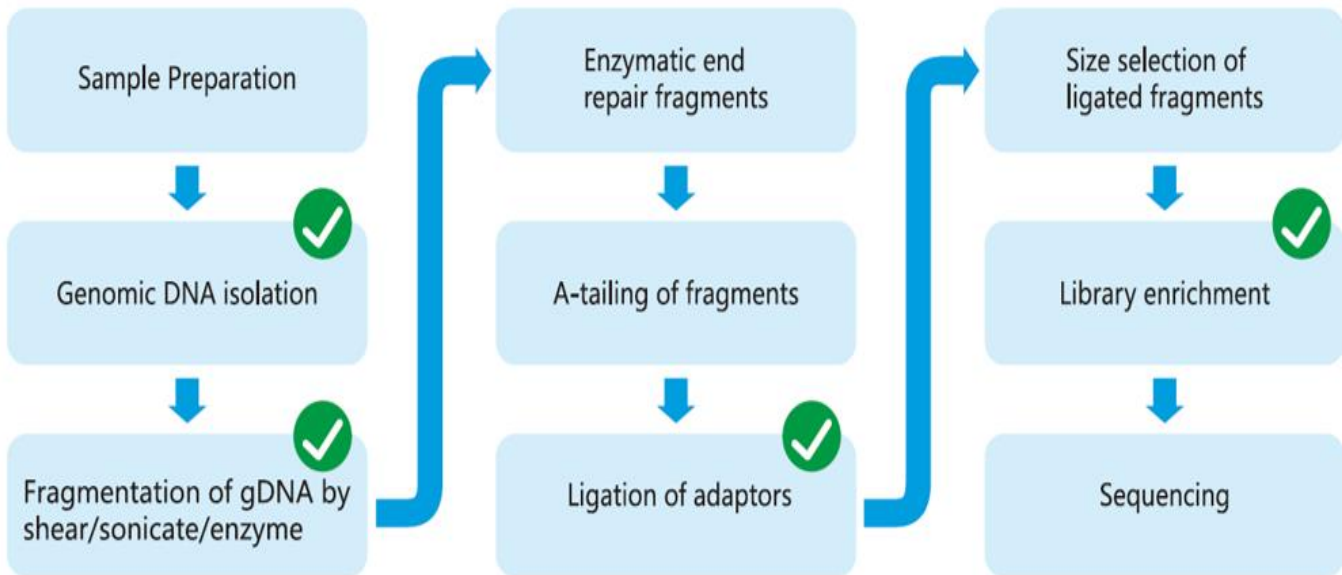 Sample Preparation
Genomic DNA isolation
Fragmentation of gDNA by
shear/sonicate/enzyme
Enzymatic end
repair fragments
A-tailing of fragments
Ligation of adaptors
Size selection of
ligated fragments
Library enrichment
Sequencing